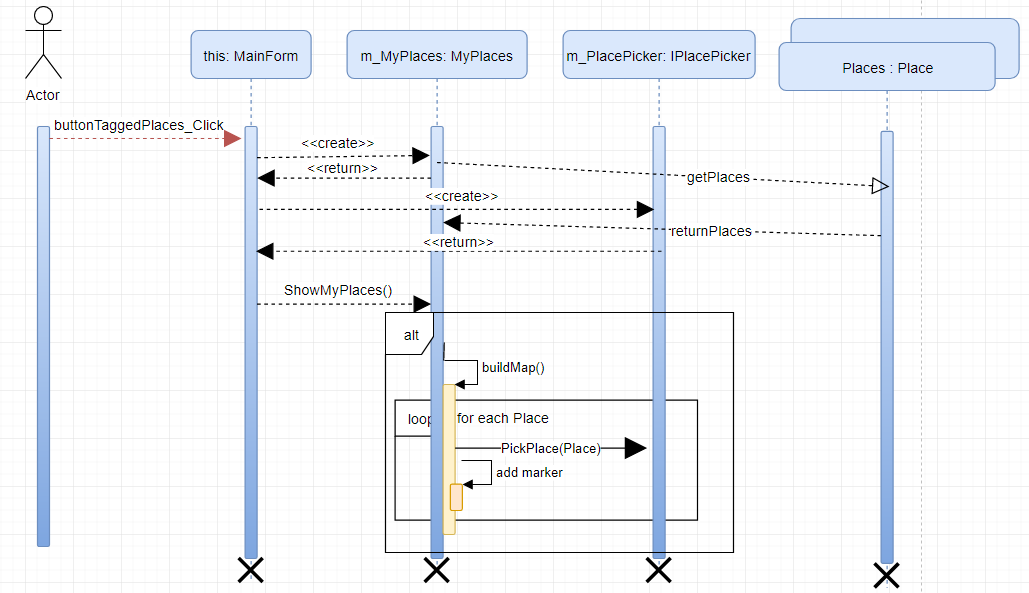 this: MainForm
m_MyPlaces: MyPlaces
m_PlacePicker: IPlacePicker
Places : Place
Actor
buttonTaggedPlaces_Click
<<create>>
<<return>>
getPlaces
<<create>>
returnPlaces
<<return>>
ShowMyPlaces()
alt
buildMap()
loop
for each Place
PickPlace(Place)
add marker